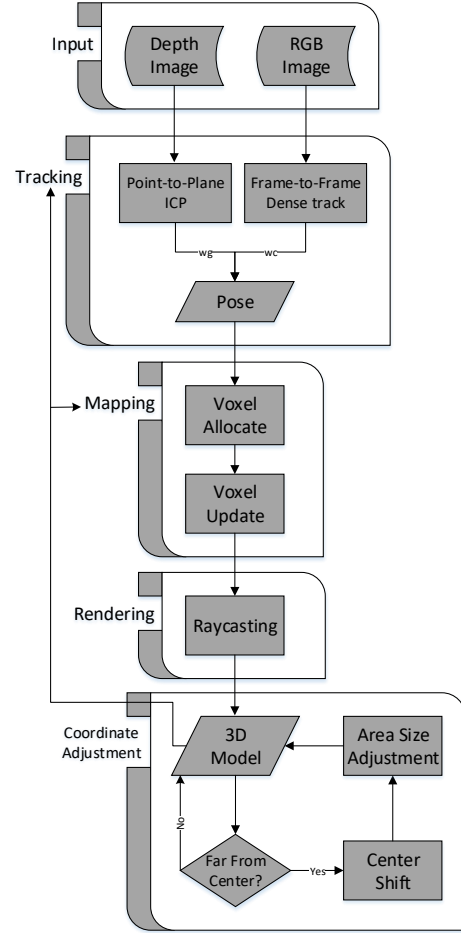 Input
Depth
Image
RGB
Image
Tracking
Point-to-Plane
ICP
Frame-to-Frame
Dense track
wg
wc
Pose
Mapping
Voxel
Allocate
Voxel
Update
Rendering
Raycasting
Coordinate
Adjustment
3D
Model
Area Size
Adjustment
No
Far From
Center?
Yes
Center
Shift